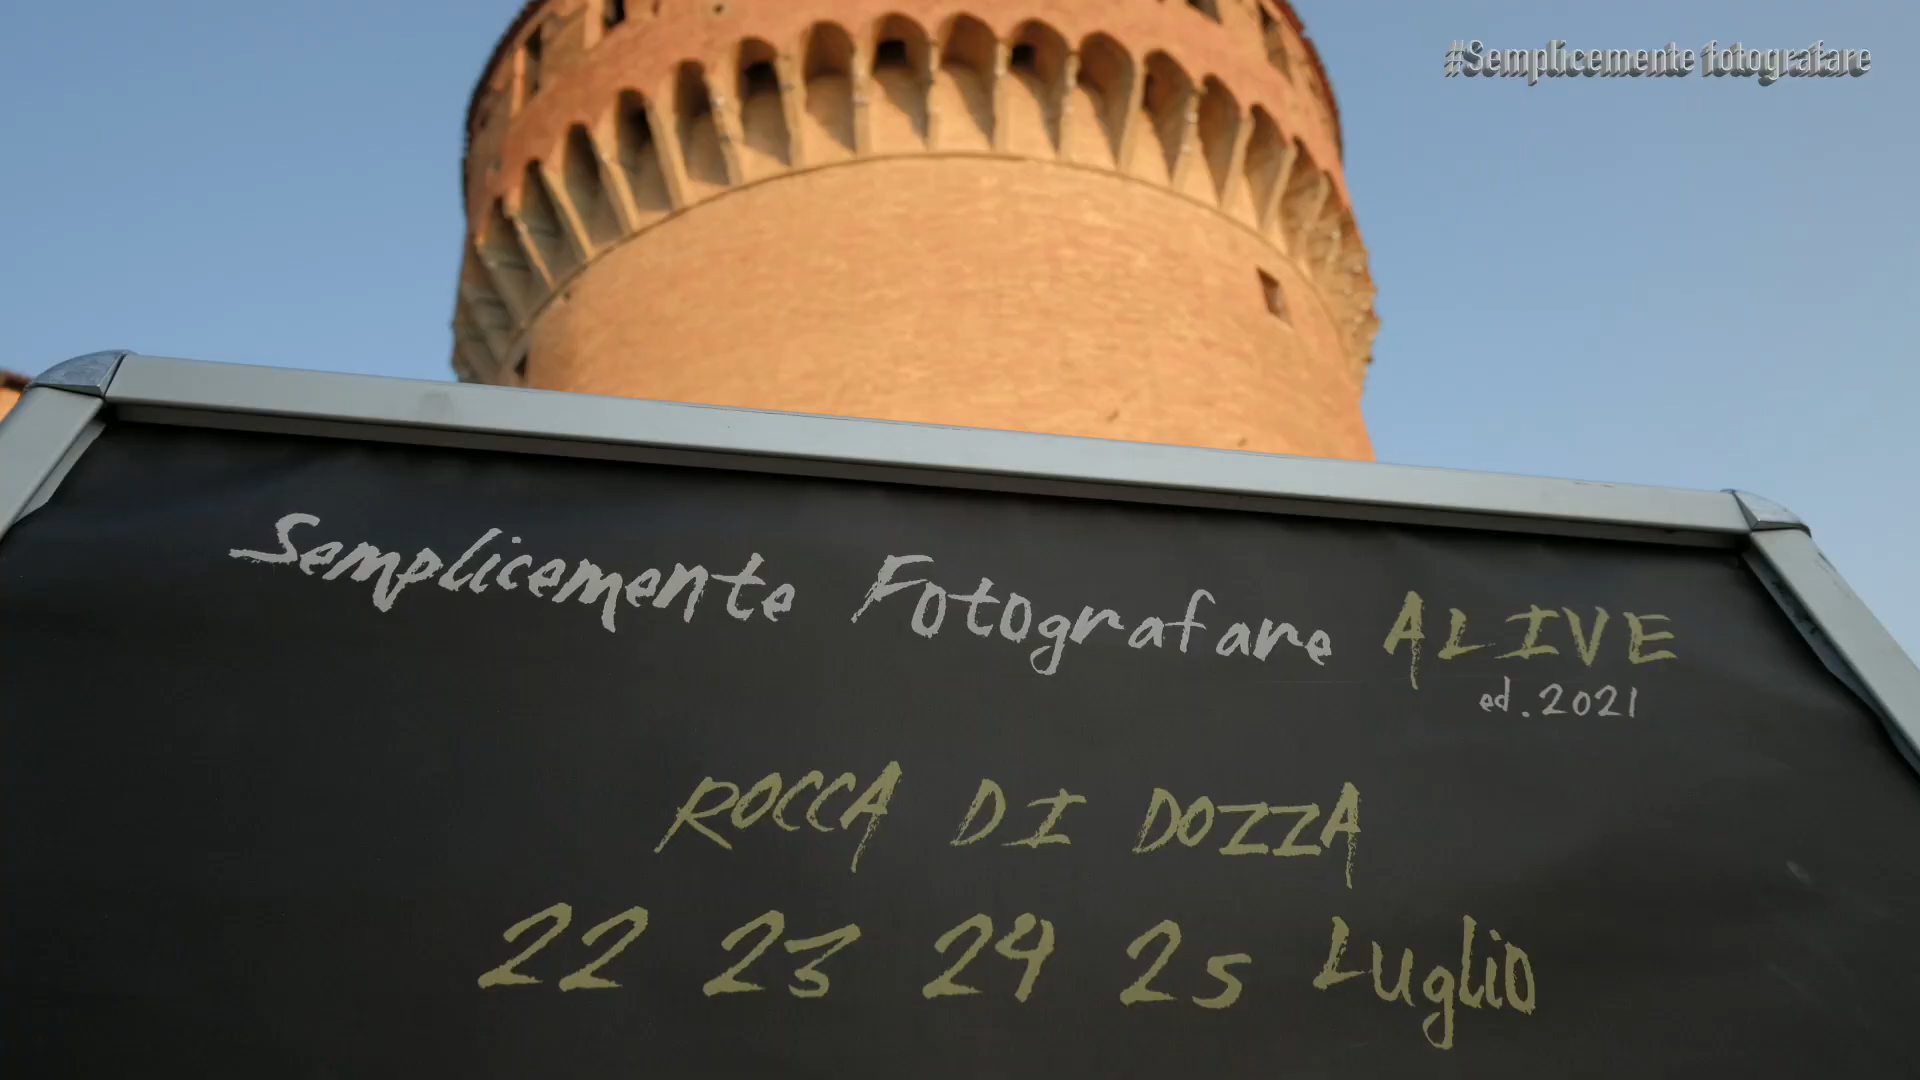 #Semplicemente fotografare
Semplicemente Fotografare ALIVE
ed. 2021
ROCCA DI DOZZA
22 23 24 25 Luglio